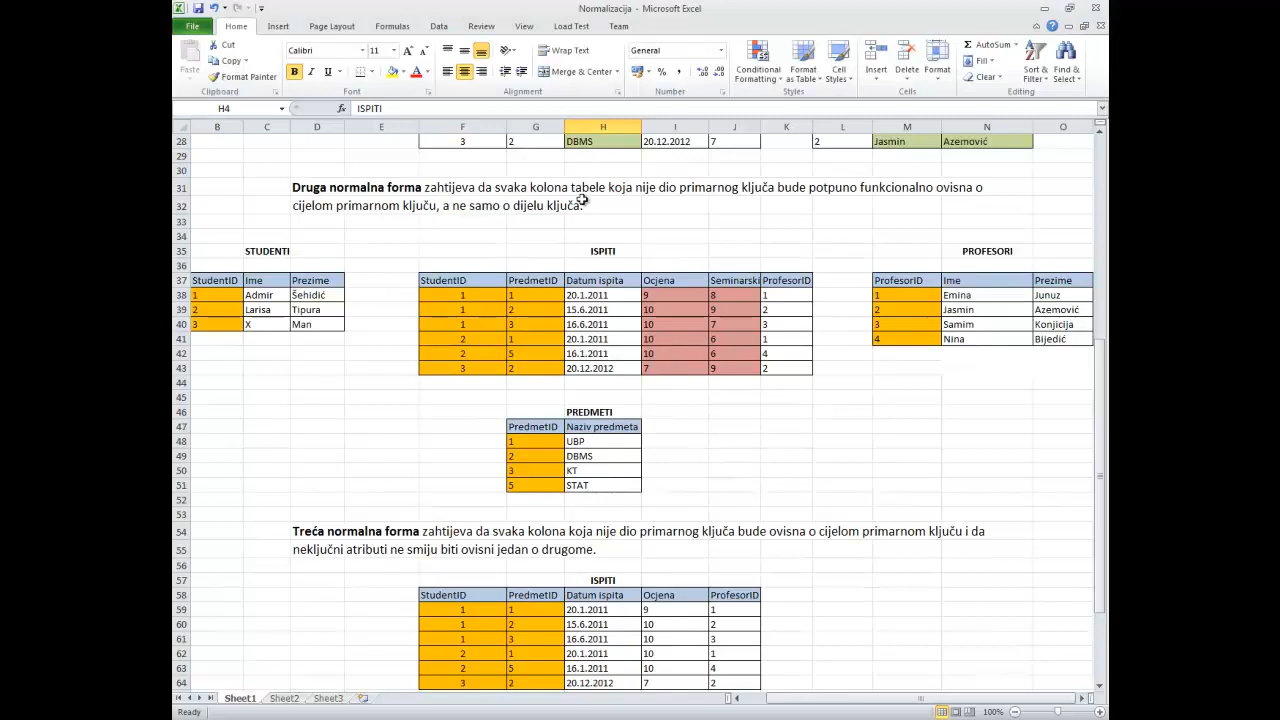 Normalizacija - Microsoft Excel
File Home Insert Page Layout Formulas Data Review View Load Test Team
Paste Cut Copy Format Painter Clipboard
Calibri 11 B I U Font
Wrap Text Merge & Center Alignment
General % , Number
Conditional Formatting Format as Table Cell Styles Styles
Insert Delete Format Cells
AutoSum Fill Clear Sort & Filter Find & Select Editing
H4 fx ISPITI
B C D E F G H I J K L M N O
28 3 2 DBMS 20.12.2012 7 2 Jasmin Azemović
29
30
31 Druga normalna forma zahtijeva da svaka kolona tabele koja nije dio primarnog ključa bude potpuno funkcionalno ovisna o
32 cijelom primarnom ključu, a ne samo o dijelu ključa.
33
34
35 STUDENTI ISPITI PROFESORI
36
37 StudentID Ime Prezime StudentID PredmetID Datum ispita Ocjena Seminarski ProfesorID ProfesorID Ime Prezime
38 1 Admir Šehidić 1 1 20.1.2011 9 8 1 1 Emina Junuz
39 2 Larisa Tipura 1 2 15.6.2011 10 9 2 2 Jasmin Azemović
40 3 X Man 1 3 16.6.2011 10 7 3 3 Samim Konjicija
41 2 1 20.1.2011 10 6 1 4 Nina Bijedić
42 2 5 16.1.2011 10 6 4
43 3 2 20.12.2012 7 9 2
44
45
46 PREDMETI
47 PredmetID Naziv predmeta
48 1 UBP
49 2 DBMS
50 3 KT
51 5 STAT
52
53
54 Treća normalna forma zahtijeva da svaka kolona koja nije dio primarnog ključa bude ovisna o cijelom primarnom ključu i da
55 neključni atributi ne smiju biti ovisni jedan o drugome.
56
57 ISPITI
58 StudentID PredmetID Datum ispita Ocjena ProfesorID
59 1 1 20.1.2011 9 1
60 1 2 15.6.2011 10 2
61 1 3 16.6.2011 10 3
62 2 1 20.1.2011 10 1
63 2 5 16.1.2011 10 4
64 3 2 20.12.2012 7 2
Sheet1 Sheet2 Sheet3
Ready 100%